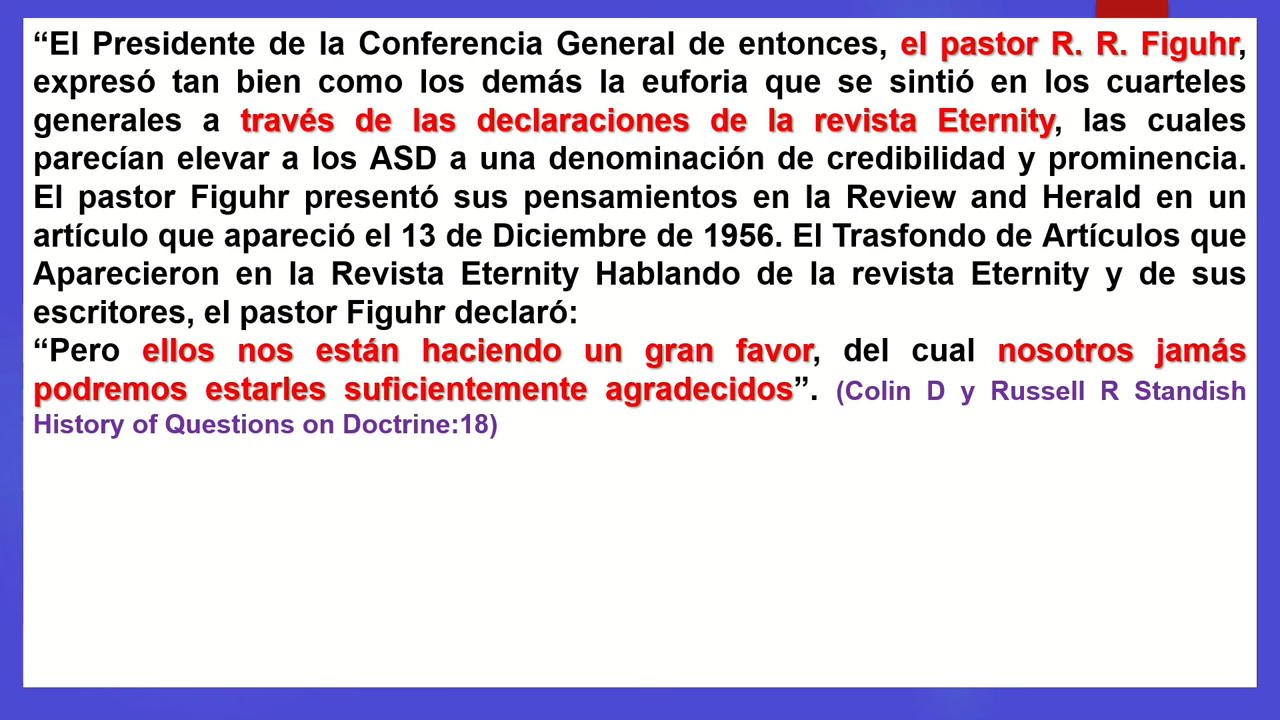 “El Presidente de la Conferencia General de entonces, el pastor R. R. Figuhr,
expresó tan bien como los demás la euforia que se sintió en los cuarteles
generales a través de las declaraciones de la revista Eternity, las cuales
parecían elevar a los ASD a una denominación de credibilidad y prominencia.
El pastor Figuhr presentó sus pensamientos en la Review and Herald en un
artículo que apareció el 13 de Diciembre de 1956. El Trasfondo de Artículos que
Aparecieron en la Revista Eternity Hablando de la revista Eternity y de sus
escritores, el pastor Figuhr declaró:
“Pero ellos nos están haciendo un gran favor, del cual nosotros jamás
podremos estarles suficientemente agradecidos”. (Colin D y Russell R Standish
History of Questions on Doctrine:18)